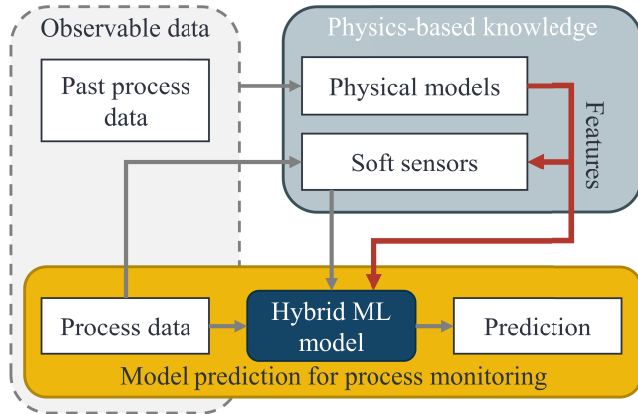 Observable data
Physics-based knowledge
Past process
data
Physical models
Soft sensors
Features
Process data
Hybrid ML
model
Prediction
Model prediction for process monitoring